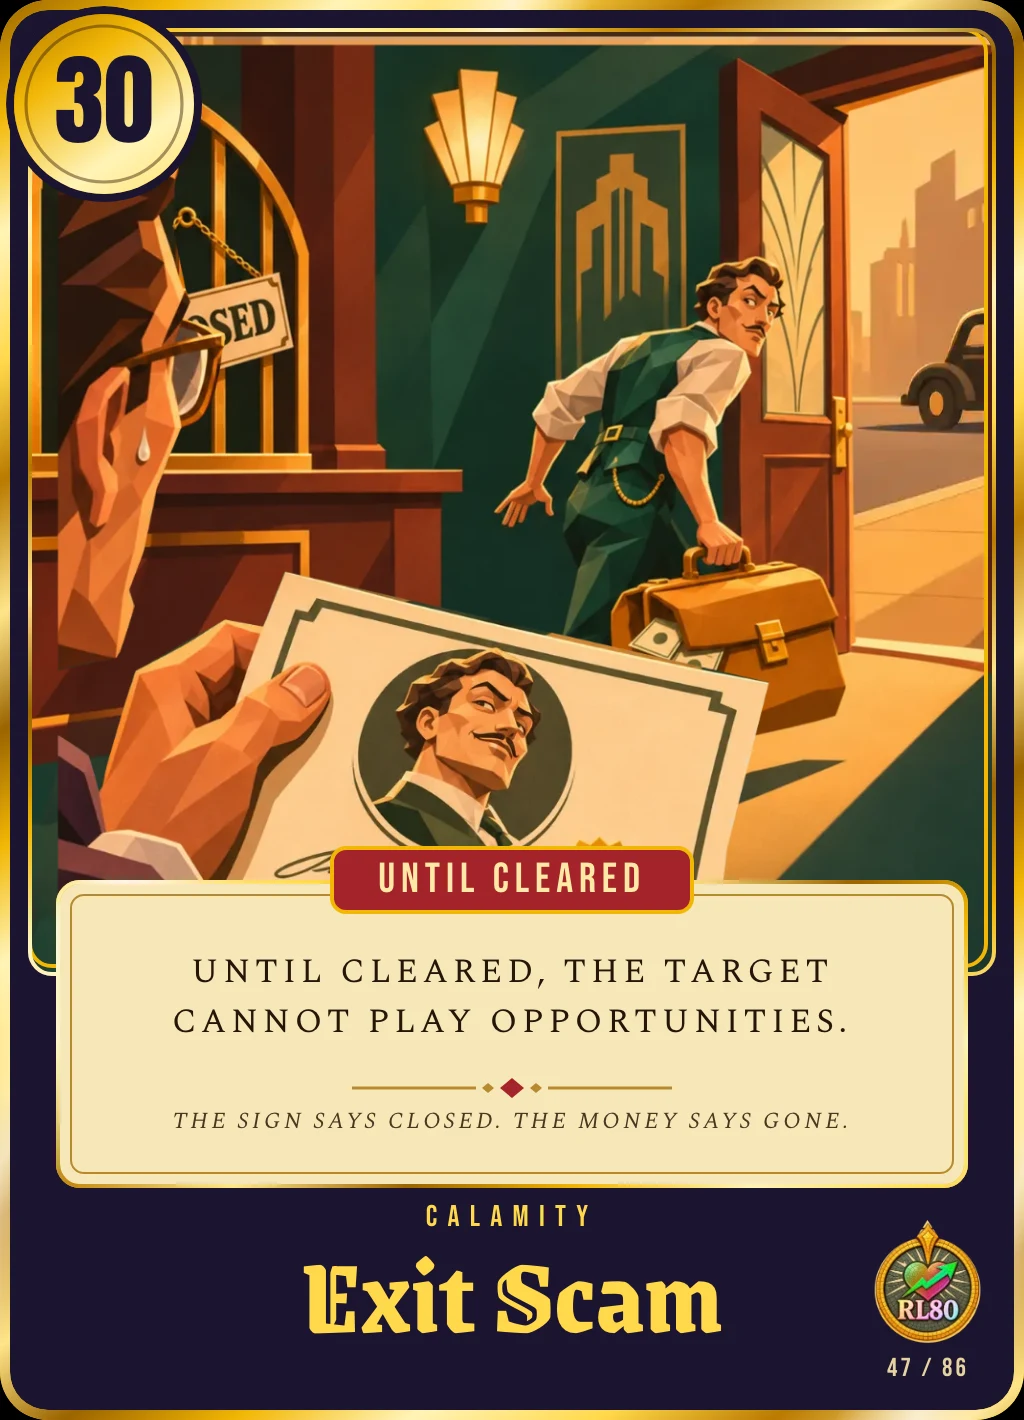 30
OSED
UNTIL CLEARED
UNTIL CLEARED, THE TARGET
CANNOT PLAY OPPORTUNITIES.
THE SIGN SAYS CLOSED. THE MONEY SAYS GONE.
CALAMITY
Exit Scam
RL80
47 / 86